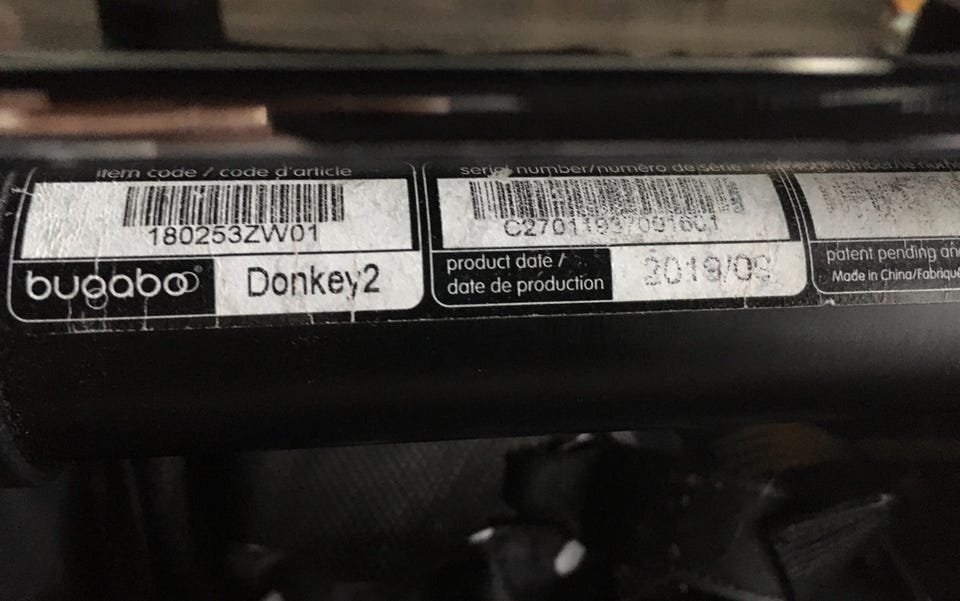 item code / code d'article
180253ZW01
bugaboo® Donkey2
serial number/numéro de série
product date /
date de production
2019/09
patent pending
Made in China/Fabriqué